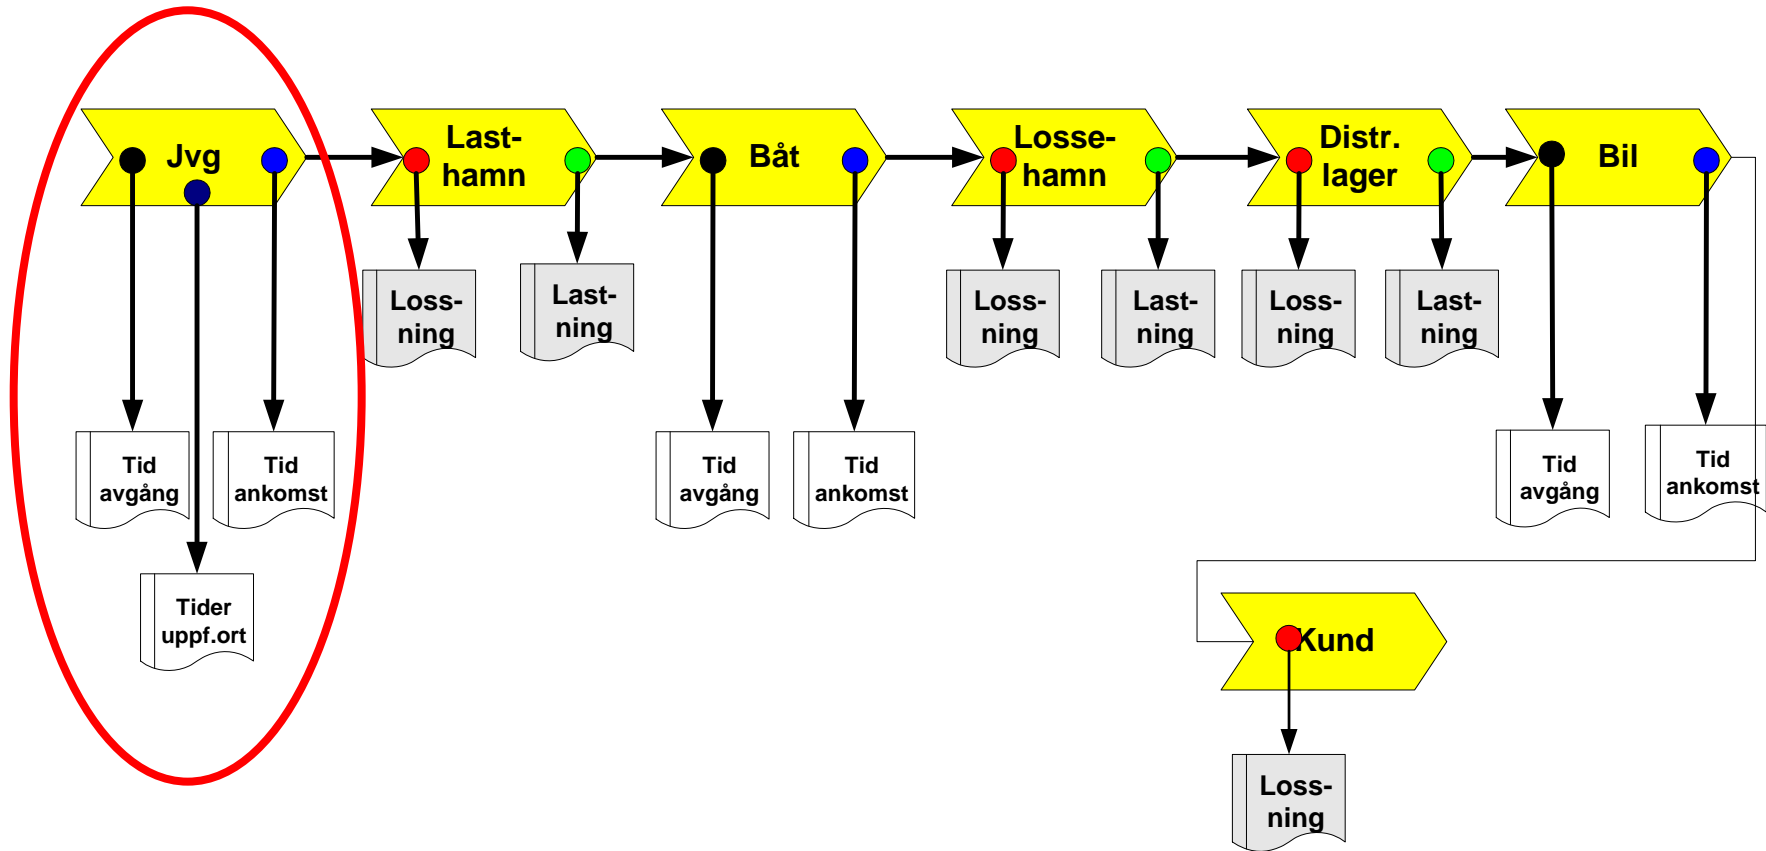 Jvg
Last-
hamn
Båt
Losse-
hamn
Distr.
lager
Bil
Loss-
ning
Last-
ning
Loss-
ning
Last-
ning
Loss-
ning
Last-
ning
Tid
avgång
Tid
ankomst
Tid
avgång
Tid
ankomst
Tid
avgång
Tid
ankomst
Tider
uppf.ort
Kund
Loss-
ning